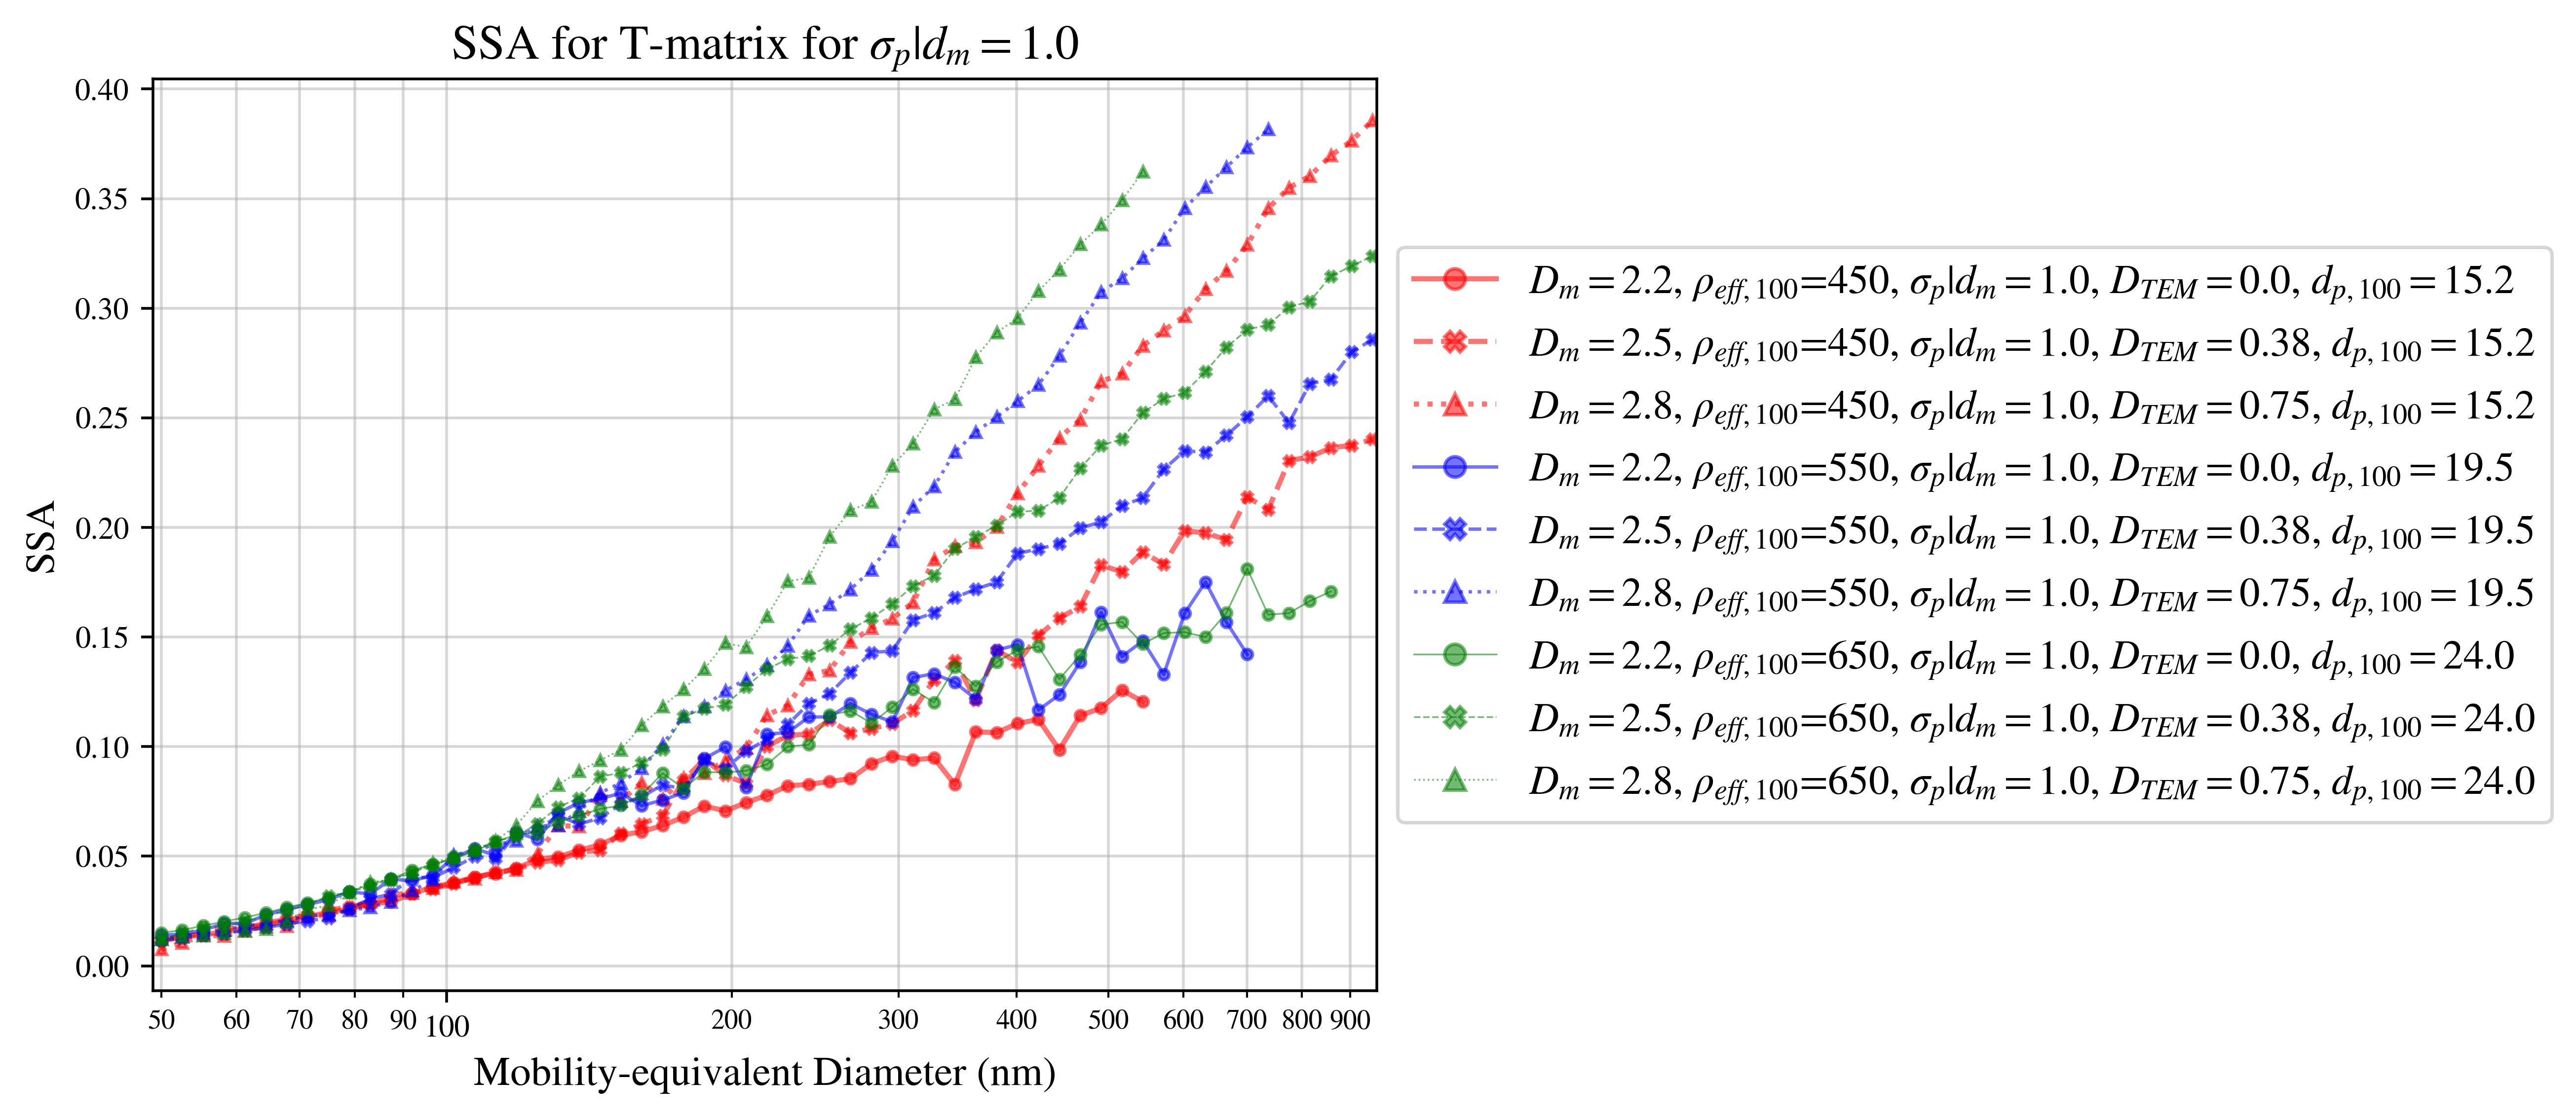 SSA for T-matrix for σp|dm = 1.0
0.40
0.35
0.30
0.25
0.20
0.15
0.10
0.05
0.00
SSA
50 60 70 80 90 100 200 300 400 500 600 700 800 900
Mobility-equivalent Diameter (nm)
Dm = 2.2, ρeff,100=450, σp|dm = 1.0, DTEM = 0.0, dp,100 = 15.2
Dm = 2.5, ρeff,100=450, σp|dm = 1.0, DTEM = 0.38, dp,100 = 15.2
Dm = 2.8, ρeff,100=450, σp|dm = 1.0, DTEM = 0.75, dp,100 = 15.2
Dm = 2.2, ρeff,100=550, σp|dm = 1.0, DTEM = 0.0, dp,100 = 19.5
Dm = 2.5, ρeff,100=550, σp|dm = 1.0, DTEM = 0.38, dp,100 = 19.5
Dm = 2.8, ρeff,100=550, σp|dm = 1.0, DTEM = 0.75, dp,100 = 19.5
Dm = 2.2, ρeff,100=650, σp|dm = 1.0, DTEM = 0.0, dp,100 = 24.0
Dm = 2.5, ρeff,100=650, σp|dm = 1.0, DTEM = 0.38, dp,100 = 24.0
Dm = 2.8, ρeff,100=650, σp|dm = 1.0, DTEM = 0.75, dp,100 = 24.0